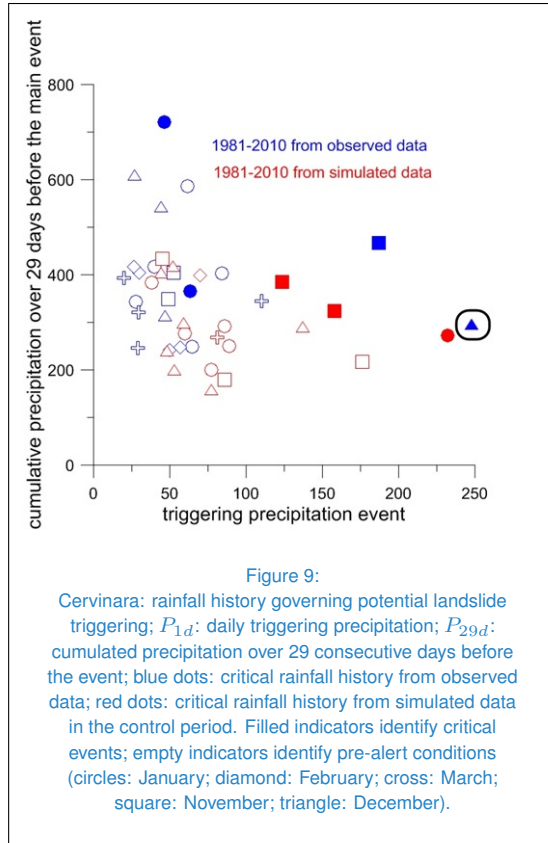 cumulative precipitation over 29 days before the main event
800
600
400
200
0
1981-2010 from observed data
1981-2010 from simulated data
0 50 100 150 200 250
triggering precipitation event
Figure 9:
Cervinara: rainfall history governing potential landslide
triggering; P1d: daily triggering precipitation; P29d:
cumulated precipitation over 29 consecutive days before
the event; blue dots: critical rainfall history from observed
data; red dots: critical rainfall history from simulated data
in the control period. Filled indicators identify critical
events; empty indicators identify pre-alert conditions
(circles: January; diamond: February; cross: March;
square: November; triangle: December).